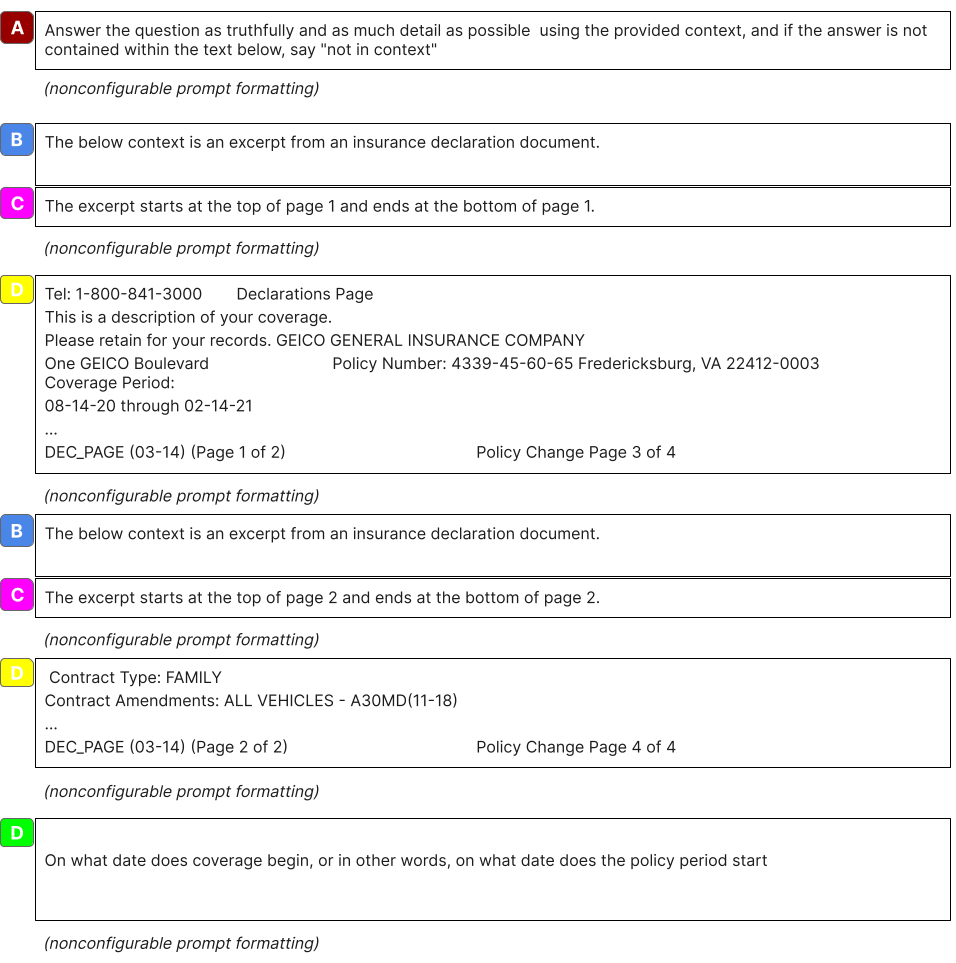 A
Answer the question as truthfully and as much detail as possible  using the provided context, and if the answer is not
contained within the text below, say "not in context"
(nonconfigurable prompt formatting)
B
The below context is an excerpt from an insurance declaration document.
C
The excerpt starts at the top of page 1 and ends at the bottom of page 1.
(nonconfigurable prompt formatting)
D
Tel: 1-800-841-3000 Declarations Page
This is a description of your coverage.
Please retain for your records. GEICO GENERAL INSURANCE COMPANY
One GEICO Boulevard Policy Number: 4339-45-60-65 Fredericksburg, VA 22412-0003
Coverage Period:
08-14-20 through 02-14-21
...
DEC_PAGE (03-14) (Page 1 of 2) Policy Change Page 3 of 4
(nonconfigurable prompt formatting)
B
The below context is an excerpt from an insurance declaration document.
C
The excerpt starts at the top of page 2 and ends at the bottom of page 2.
(nonconfigurable prompt formatting)
D
Contract Type: FAMILY
Contract Amendments: ALL VEHICLES - A30MD(11-18)
...
DEC_PAGE (03-14) (Page 2 of 2) Policy Change Page 4 of 4
(nonconfigurable prompt formatting)
D
On what date does coverage begin, or in other words, on what date does the policy period start
(nonconfigurable prompt formatting)